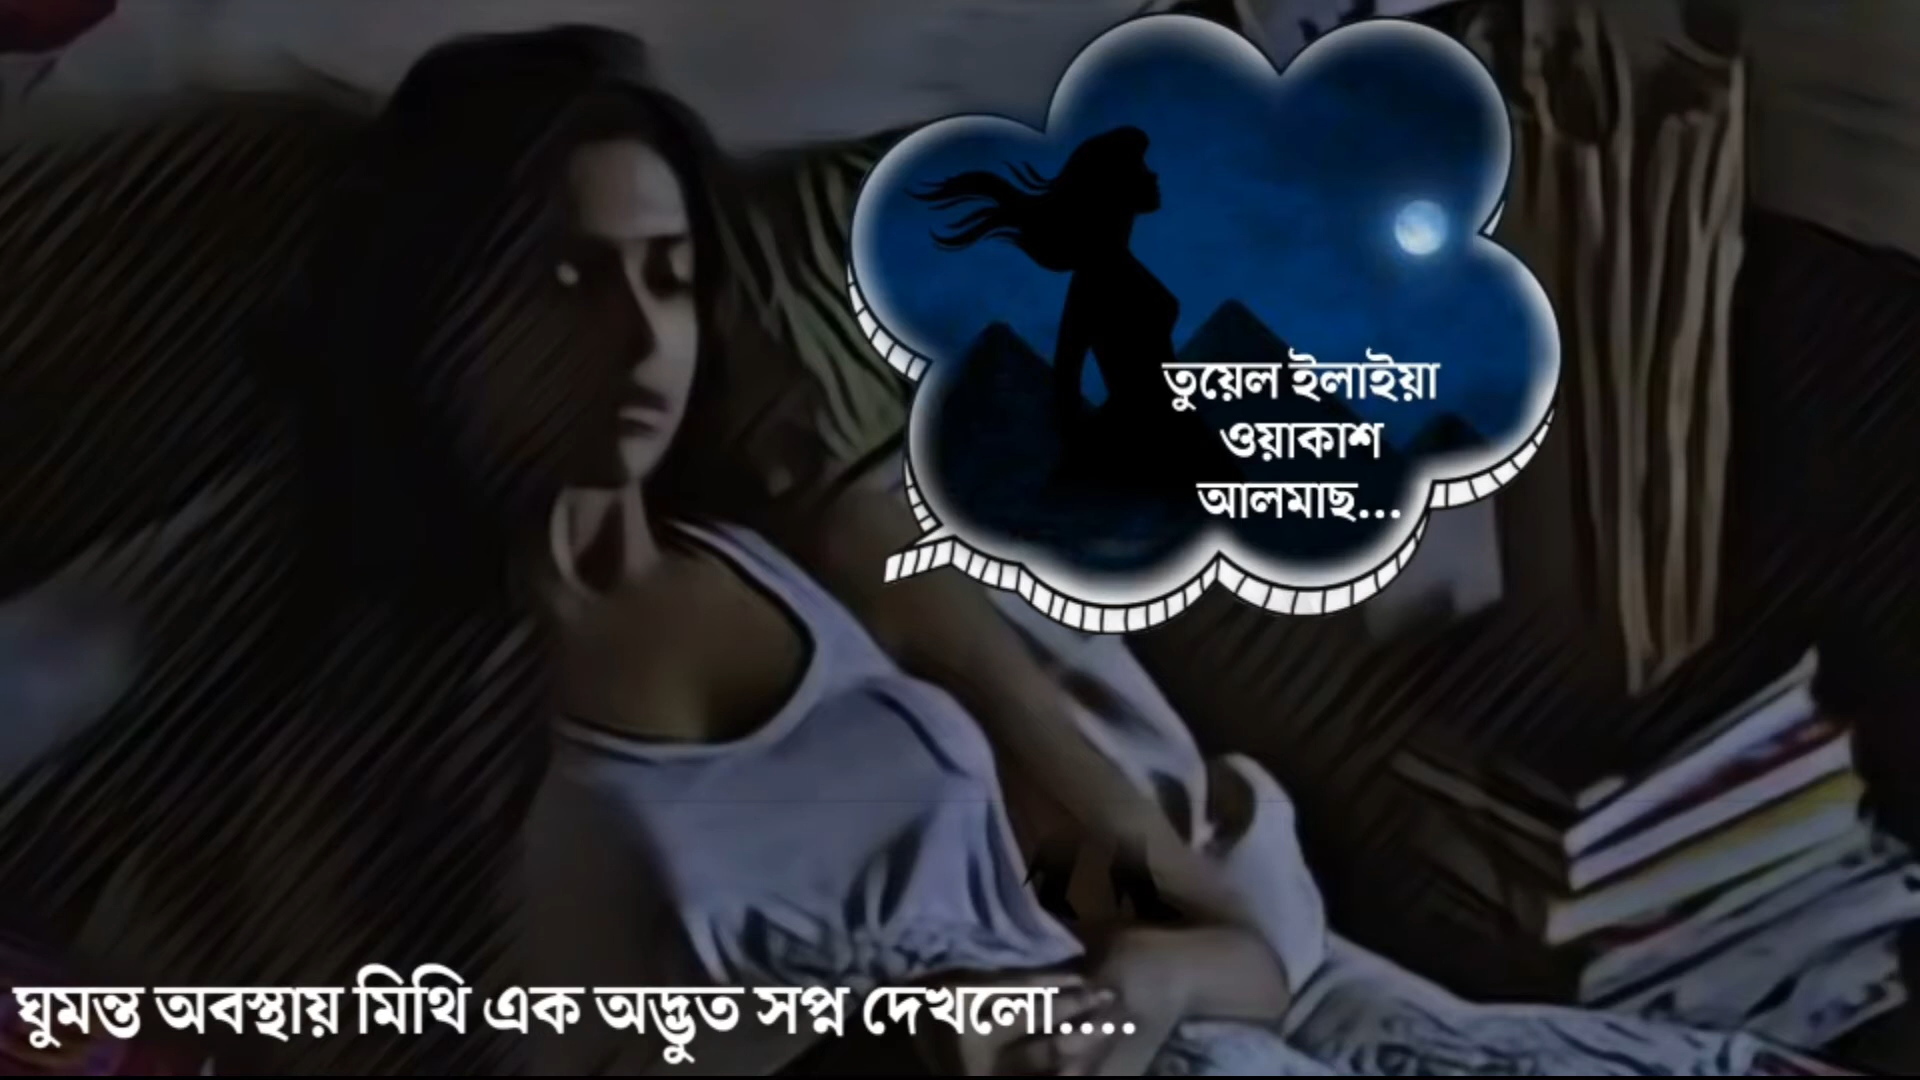 তুয়েল ইলাইয়া
ওয়াকাশ
আলমাছ...
ঘুমন্ত অবস্থায় মিথি এক অদ্ভুত সপ্ন দেখলো....